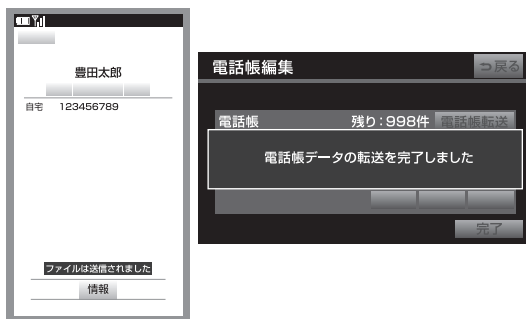 豊田太郎
自宅 123456789
ファイルは送信されました
情報
電話帳編集
戻る
電話帳 残り:998件 電話帳転送
電話帳データの転送を完了しました
完了